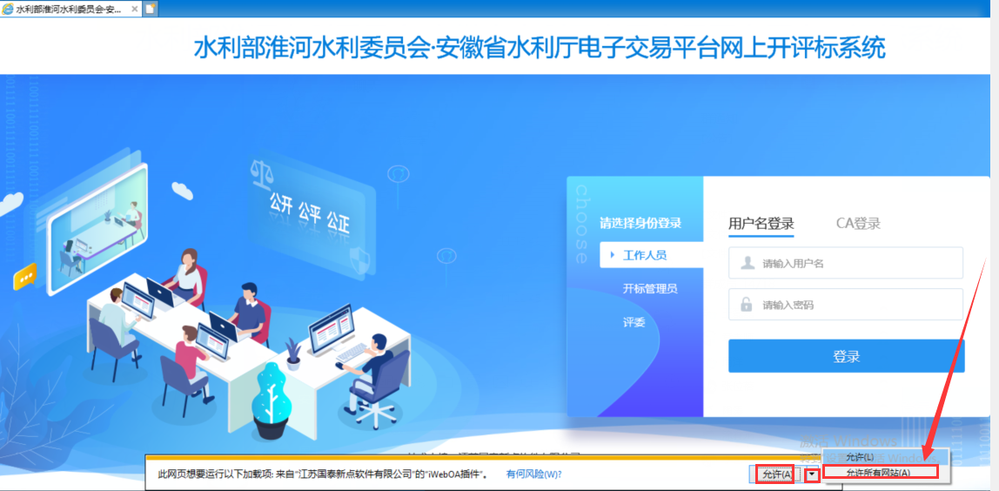 水利部淮河水利委员会·安...
水利部淮河水利委员会·安徽省水利厅电子交易平台网上开评标系统
公开 公平 公正
choose
请选择身份登录
工作人员
开标管理员
评委
用户名登录 CA登录
请输入用户名
请输入密码
登录
激活 Windows
允许(L)
此网页想要运行以下加载项: 来自“江苏国泰新点软件有限公司”的“iWebOA插件”。 有何风险(W)? 允许(A) 允许所有网站(A)